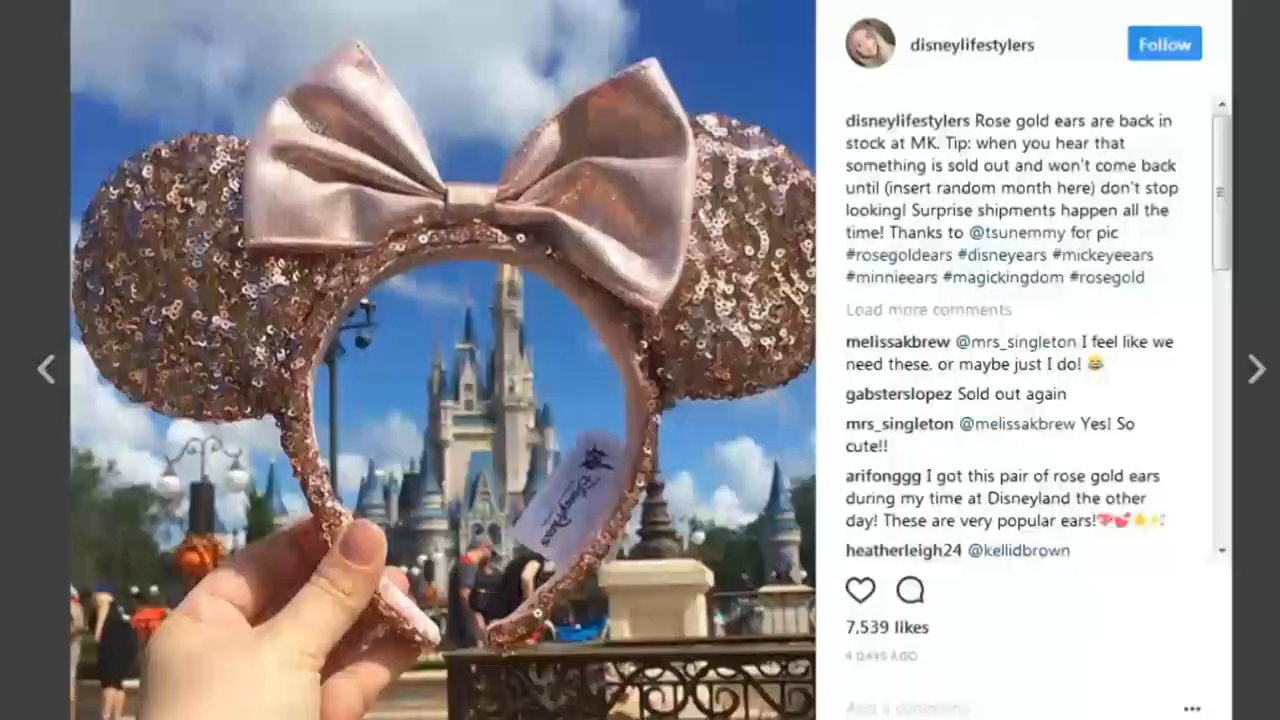 disneylifestylers
Follow
disneylifestylers Rose gold ears are back in
stock at MK. Tip: when you hear that
something is sold out and won't come back
until (insert random month here) don't stop
looking! Surprise shipments happen all the
time! Thanks to @tsunemmy for pic
#rosegoldears #disneyears #mickeyears
#minnieears #magickingdom #rosegold
Load more comments
melissakbrew @mrs_singleton I feel like we
need these, or maybe just I do! 😂
gabsterslopez Sold out again
mrs_singleton @melissakbrew Yes! So
cute!!
arifonggg I got this pair of rose gold ears
during my time at Disneyland the other
day! These are very popular ears!
heatherleigh24 @kellidbrown
7,539 likes
4 DAYS AGO
Add a comment...
Disney Parks